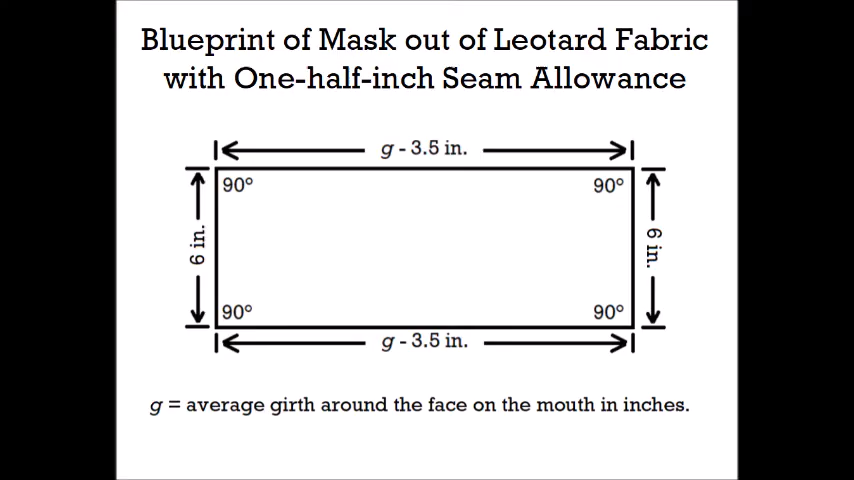 Blueprint of Mask out of Leotard Fabric
with One-half-inch Seam Allowance
g - 3.5 in.
90°
90°
6 in.
6 in.
90°
90°
g - 3.5 in.
g = average girth around the face on the mouth in inches.